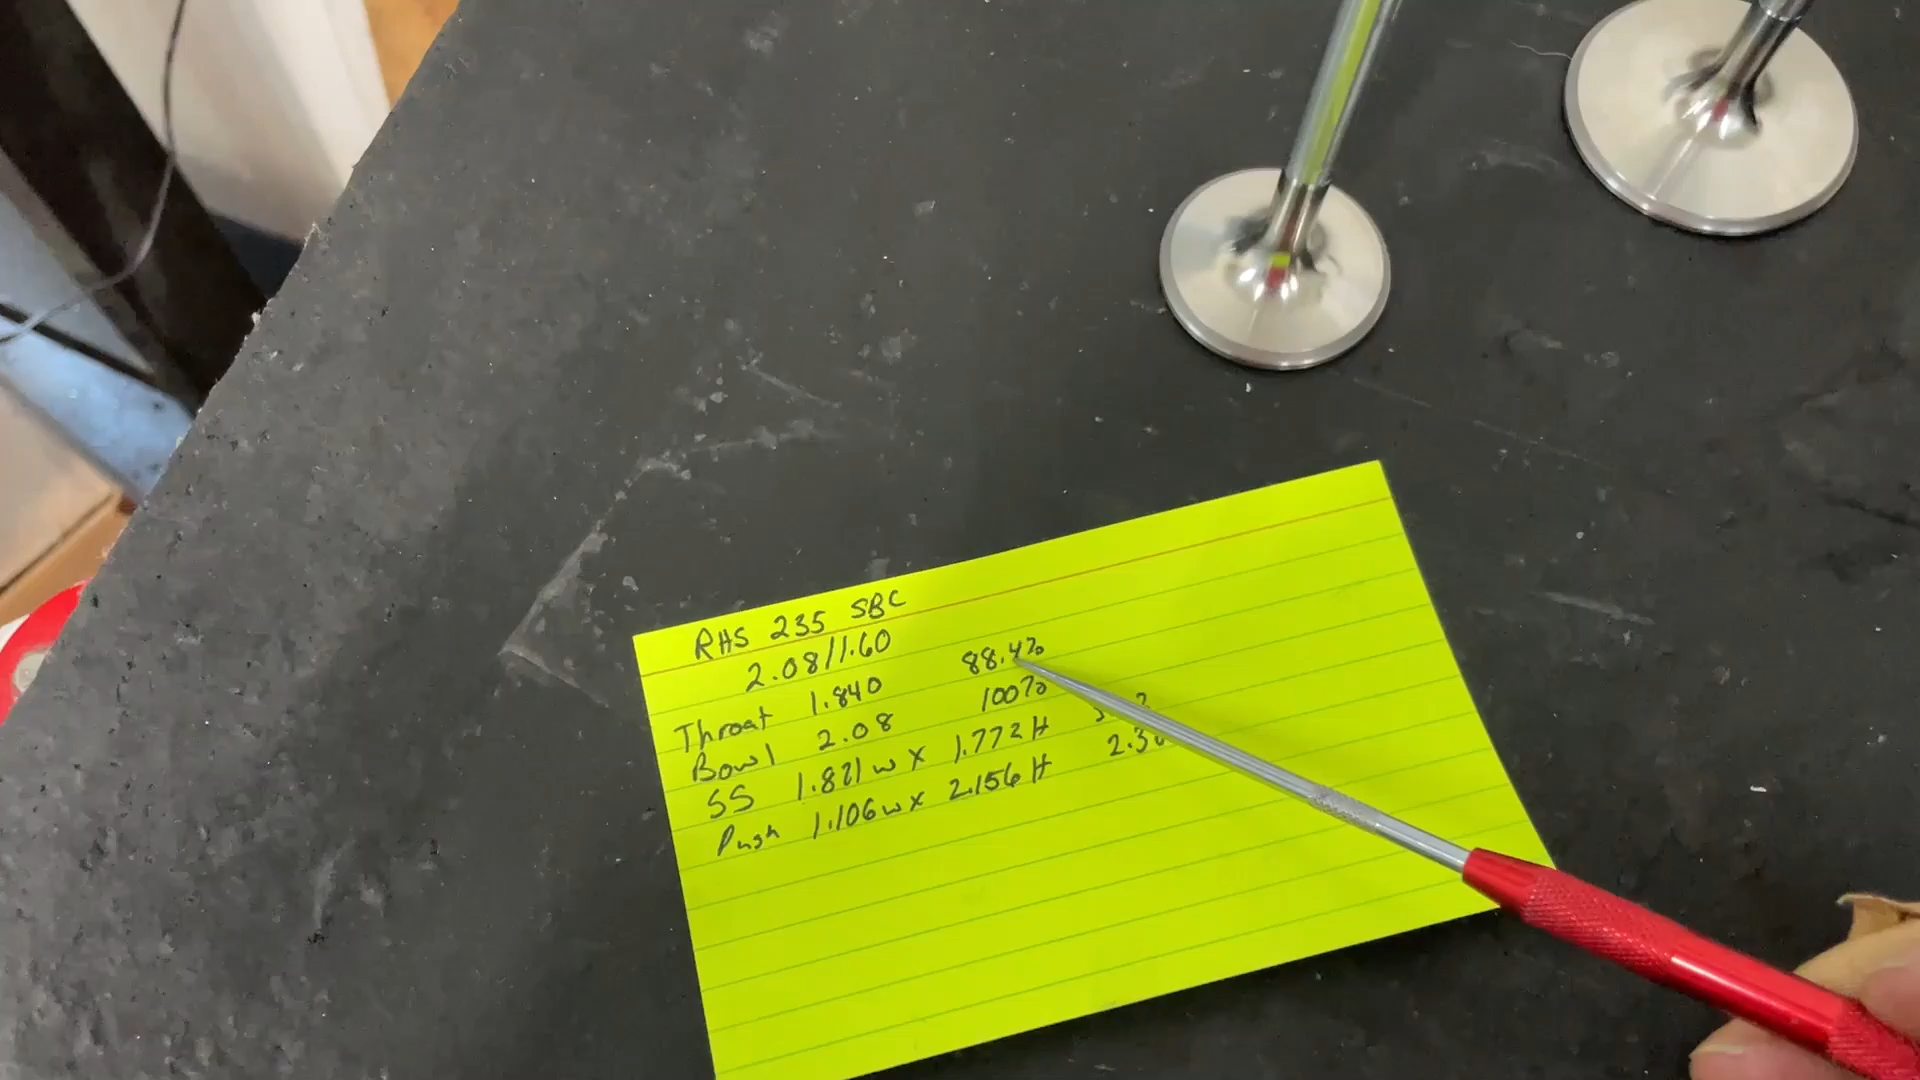 RHS 235 SBC
2.08/1.60
Throat 1.840 88.4%
Bowl 2.08 100%
SS 1.821 W X 1.772 H
Push 1.106 W X 2.156 H